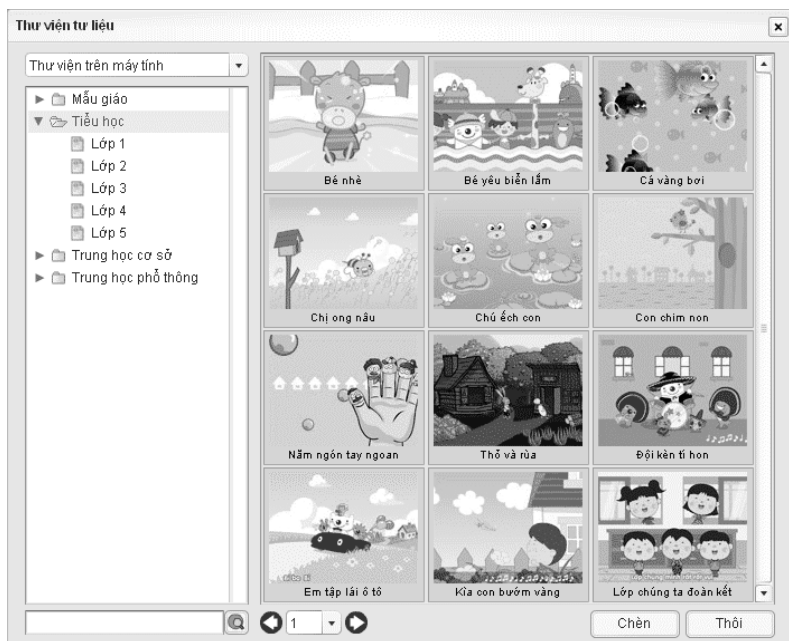 Thư viện tư liệu
Thư viện trên máy tính
Mẫu giáo
Tiểu học
Lớp 1
Lớp 2
Lớp 3
Lớp 4
Lớp 5
Trung học cơ sở
Trung học phổ thông
Bé nhè
Bé yêu biển lắm
Cá vàng bơi
Chị ong nâu
Chú ếch con
Con chim non
Năm ngón tay ngoan
Thỏ và rùa
Đội kèn tí hon
Em tập lái ô tô
Kìa con bướm vàng
Lớp chúng ta đoàn kết
1
Chèn
Thôi